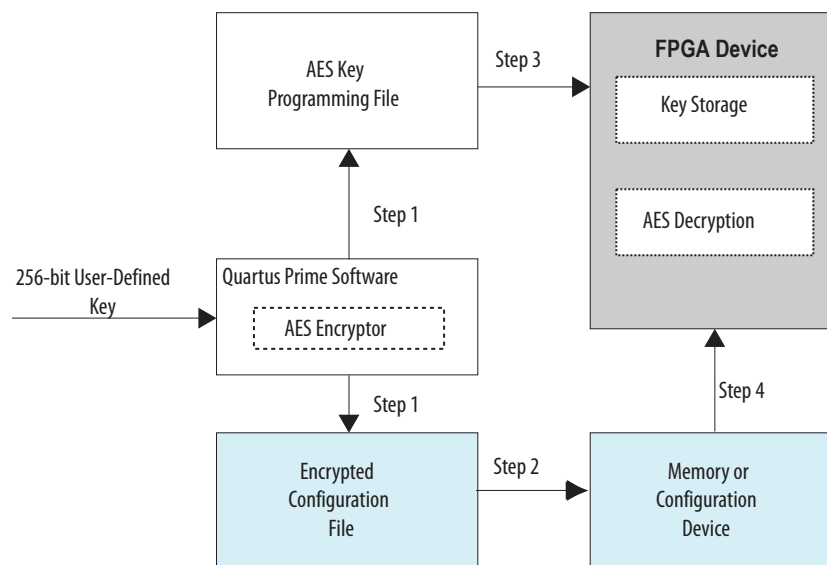 AES Key
Programming File
Step 3
FPGA Device
Key Storage
AES Decryption
Step 1
256-bit User-Defined
Key
Quartus Prime Software
AES Encryptor
Step 1
Step 4
Encrypted
Configuration
File
Step 2
Memory or
Configuration
Device